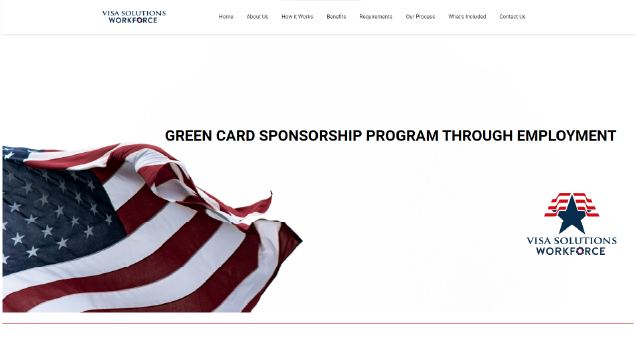 VISA SOLUTIONS
WORKFORCE
Home About Us How it Works Benefits Requirements Our Process What's Included Contact Us
GREEN CARD SPONSORSHIP PROGRAM THROUGH EMPLOYMENT
VISA SOLUTIONS
WORKFORCE